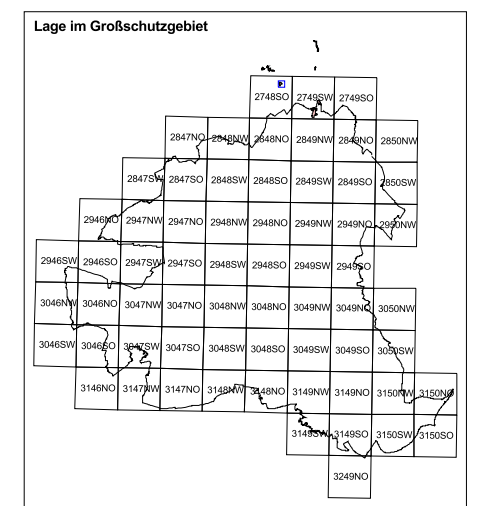 Lage im Großschutzgebiet
2748SO 2749SW 2749SO
2847NO 2848NW 2848NO 2849NW 2849NO 2850NW
2847SW 2847SO 2848SW 2848SO 2849SW 2849SO 2850SW
2946NO 2947NW 2947NO 2948NW 2948NO 2949NW 2949NO 2950NW
2946SW 2946SO 2947SW 2947SO 2948SW 2948SO 2949SW 2949SO
3046NW 3046NO 3047NW 3047NO 3048NW 3048NO 3049NW 3049NO 3050NW
3046SW 3046SO 3047SW 3047SO 3048SW 3048SO 3049SW 3049SO 3050SW
3146NO 3147NW 3147NO 3148NW 3148NO 3149NW 3149NO 3150NW 3150NO
3149SW 3149SO 3150SW 3150SO
3249NO